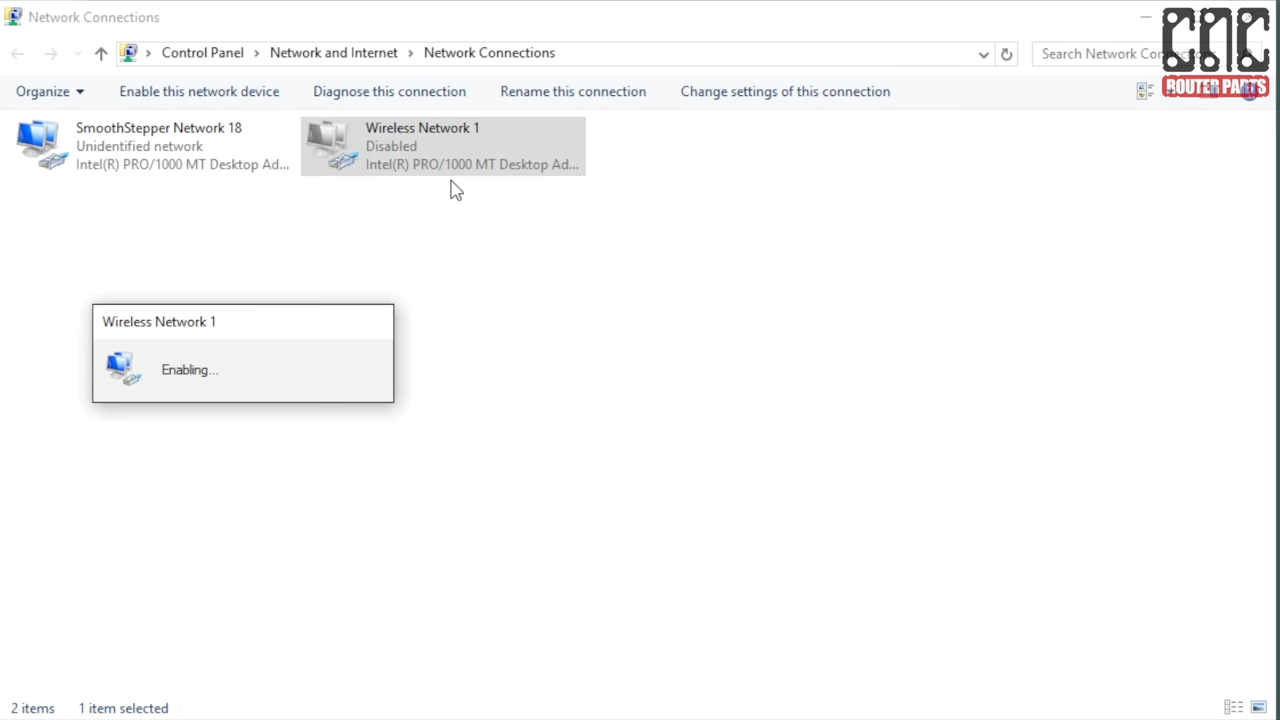 Network Connections
Control Panel
Network and Internet
Network Connections
Search Network Con
CNC
ROUTER PARTS
Organize
Enable this network device
Diagnose this connection
Rename this connection
Change settings of this connection
SmoothStepper Network 18
Unidentified network
Intel(R) PRO/1000 MT Desktop Ad...
Wireless Network 1
Disabled
Intel(R) PRO/1000 MT Desktop Ad...
Wireless Network 1
Enabling...
2 items
1 item selected